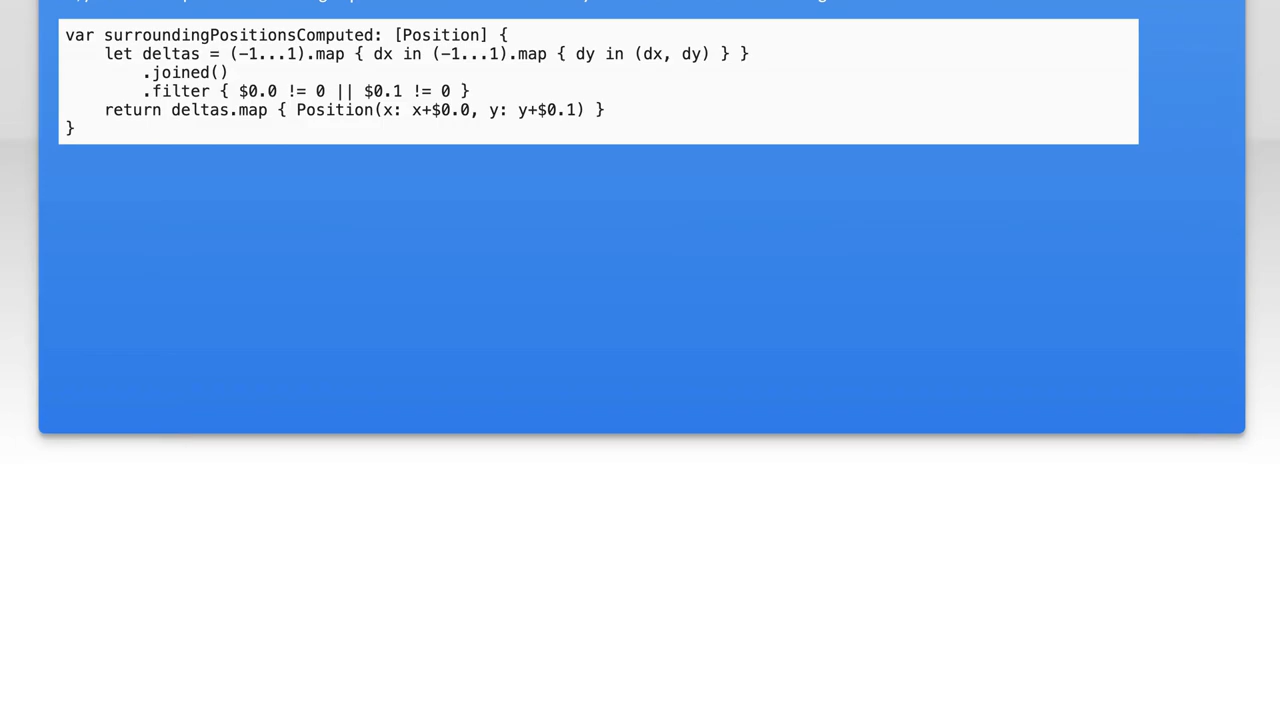 var surroundingPositionsComputed: [Position] {
    let deltas = (-1...1).map { dx in (-1...1).map { dy in (dx, dy) } }
        .joined()
        .filter { $0.0 != 0 || $0.1 != 0 }
    return deltas.map { Position(x: x+$0.0, y: y+$0.1) }
}